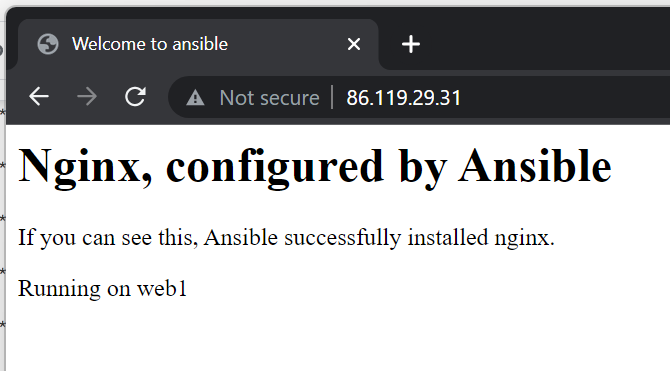 Welcome to ansible
Not secure | 86.119.29.31
Nginx, configured by Ansible
If you can see this, Ansible successfully installed nginx.
Running on web1